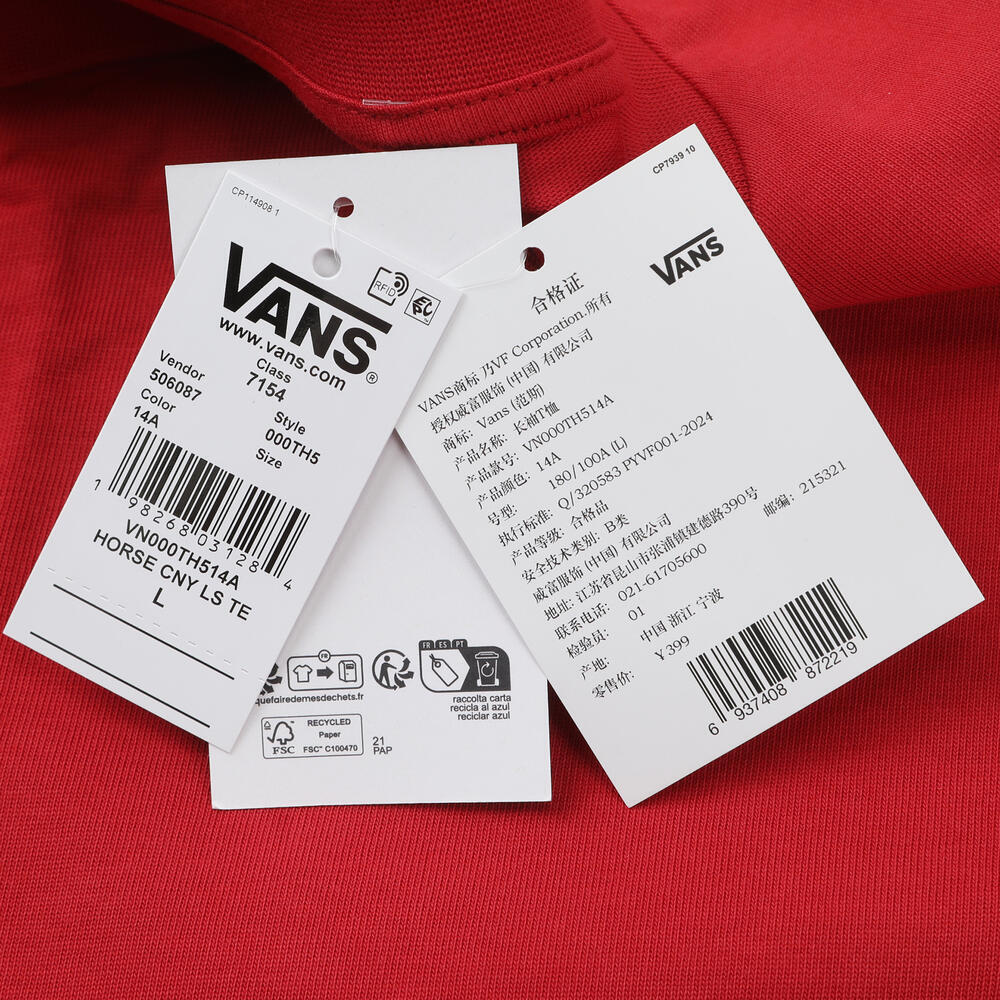 CP114908 1
VANS®
www.vans.com
RFID
EPC
Vendor
506087
Class
7154
Color
14A
Style
000TH5
Size
1 98268 03128 4
VN000TH514A
HORSE CNY LS TE
L
FR
quefairedemesdechets.fr
FR ES PT
raccolta carta
recicla al azul
reciclar azul
FSC
RECYCLED
Paper
FSC™ C100470
21
PAP
CP7939 10
VANS
合格证
VANS商标 乃VF Corporation.所有
授权威富服饰 (中国) 有限公司
商标: Vans (范斯)
产品名称: 长袖T恤
产品款号: VN000TH514A
产品颜色: 14A
号型: 180/100A (L)
执行标准: Q/320583 PYVF001-2024
产品等级: 合格品
安全技术类别: B类
威富服饰 (中国) 有限公司
地址: 江苏省昆山市张浦镇建德路390号 邮编: 215321
联系电话: 021-61705600
检验员: 01
产地: 中国 浙江 宁波
零售价: ￥399
6 937408 872219